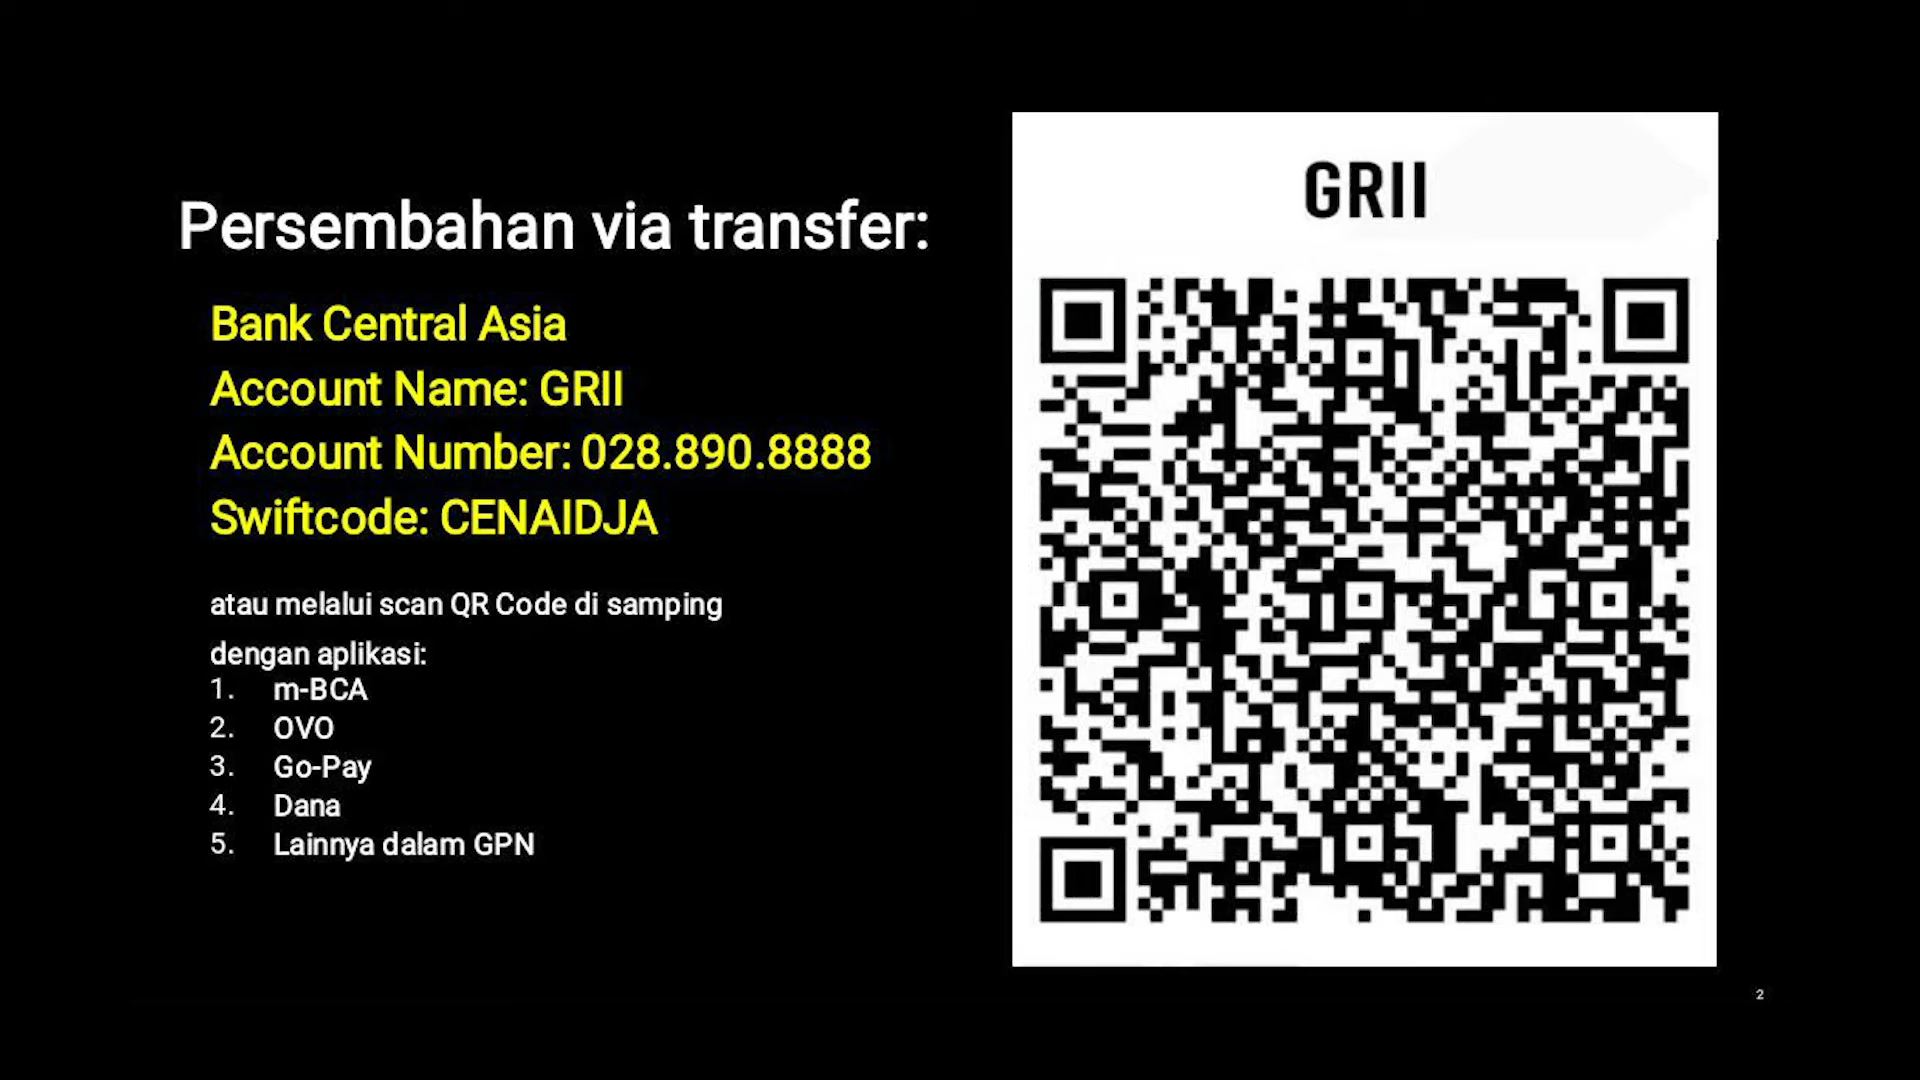 Persembahan via transfer:
Bank Central Asia
Account Name: GRII
Account Number: 028.890.8888
Swiftcode: CENAIDJA
atau melalui scan QR Code di samping
dengan aplikasi:
1. m-BCA
2. OVO
3. Go-Pay
4. Dana
5. Lainnya dalam GPN
GRII
2